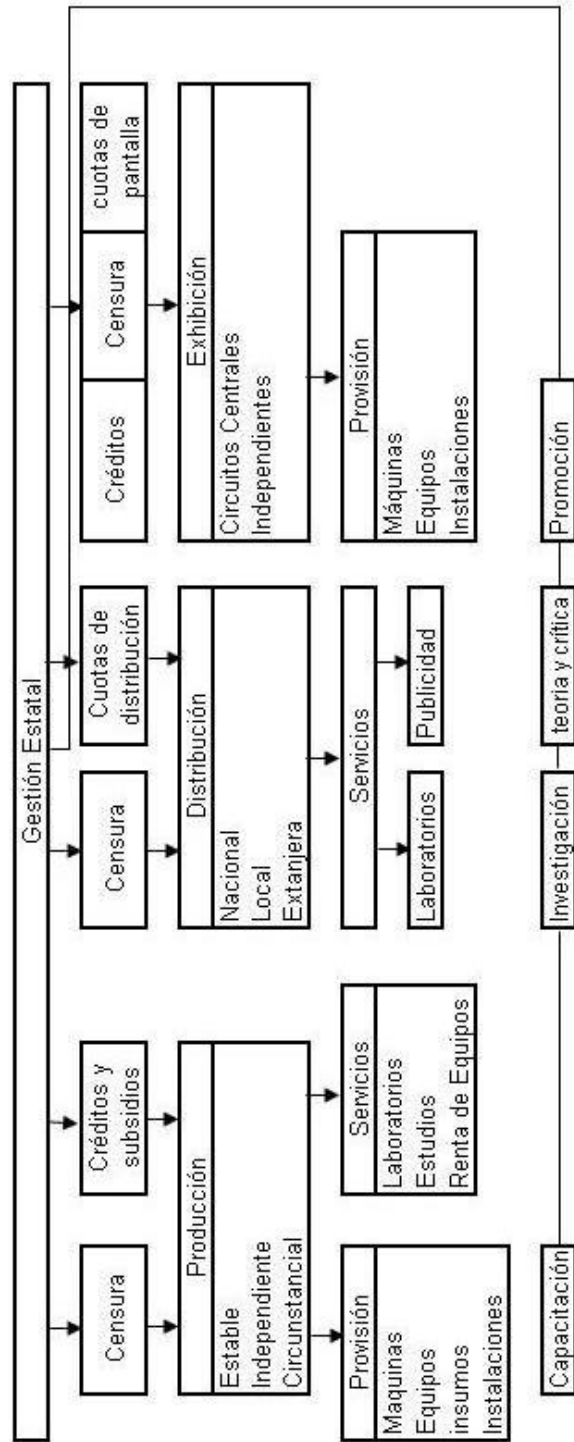 Gestión Estatal
Censura
Créditos y
subsidios
Censura
Cuotas de
distribución
Créditos
Censura
cuotas de
pantalla
Producción
Estable
Independiente
Circunstancial
Distribución
Nacional
Local
Extanjera
Exhibición
Circuitos Centrales
Independientes
Provisión
Maquinas
Equipos
insumos
Instalaciones
Servicios
Laboratorios
Estudios
Renta de Equipos
Servicios
Laboratorios
Publicidad
Provisión
Máquinas
Equipos
Instalaciones
Capacitación
Investigación
teoria y crítica
Promoción